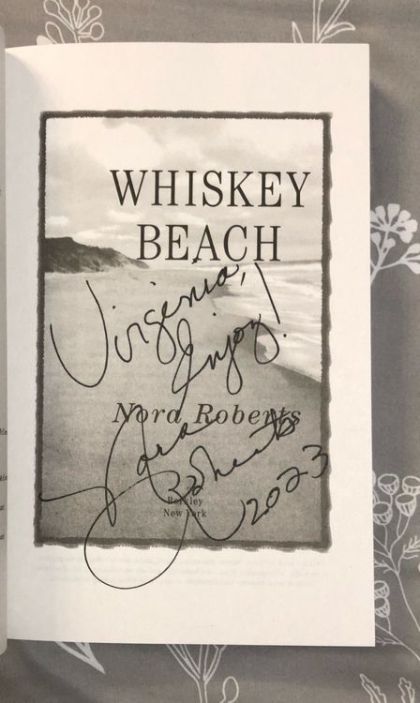 WHISKEY
BEACH
Virginia,
Enjoy!
Nora Roberts
Nora
Roberts
2023
Berkley
New York